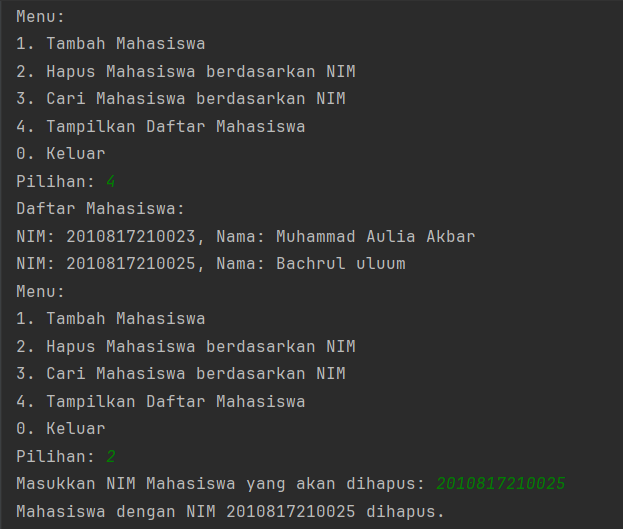 Menu:
1. Tambah Mahasiswa
2. Hapus Mahasiswa berdasarkan NIM
3. Cari Mahasiswa berdasarkan NIM
4. Tampilkan Daftar Mahasiswa
0. Keluar
Pilihan: 4
Daftar Mahasiswa:
NIM: 2010817210023, Nama: Muhammad Aulia Akbar
NIM: 2010817210025, Nama: Bachrul uluum
Menu:
1. Tambah Mahasiswa
2. Hapus Mahasiswa berdasarkan NIM
3. Cari Mahasiswa berdasarkan NIM
4. Tampilkan Daftar Mahasiswa
0. Keluar
Pilihan: 2
Masukkan NIM Mahasiswa yang akan dihapus: 2010817210025
Mahasiswa dengan NIM 2010817210025 dihapus.